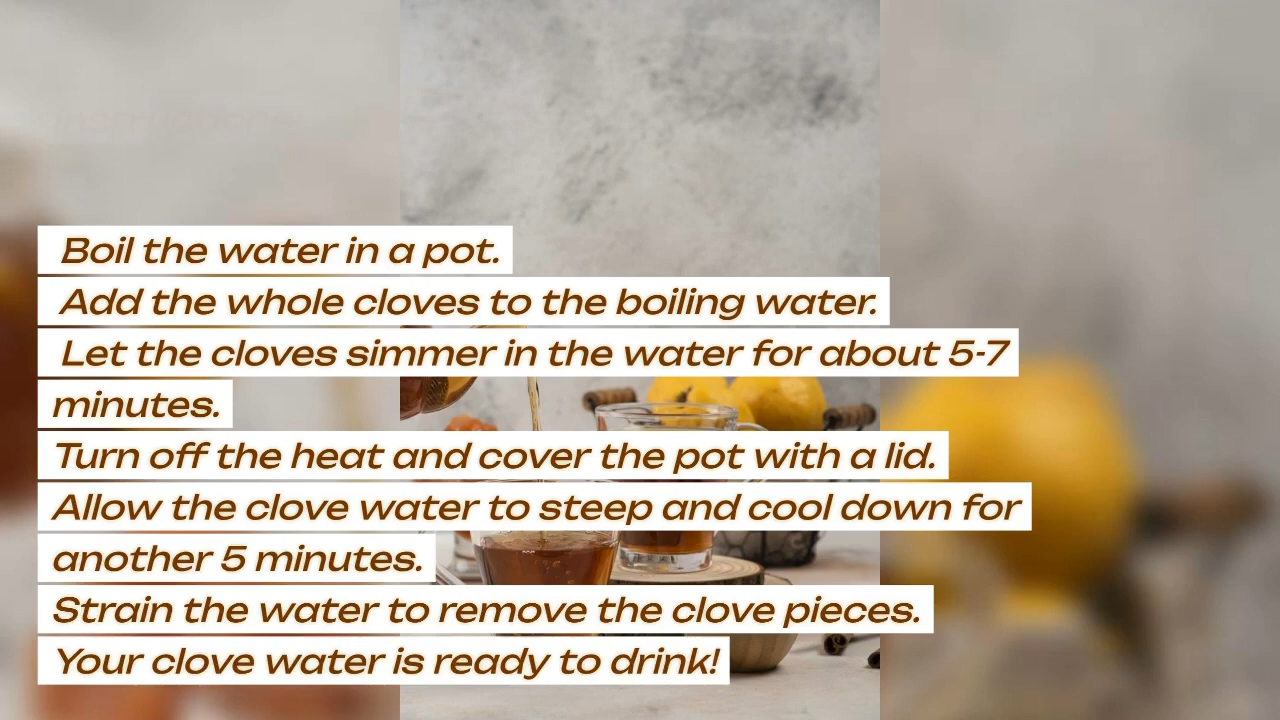 Boil the water in a pot.
Add the whole cloves to the boiling water.
Let the cloves simmer in the water for about 5-7
minutes.
Turn off the heat and cover the pot with a lid.
Allow the clove water to steep and cool down for
another 5 minutes.
Strain the water to remove the clove pieces.
Your clove water is ready to drink!